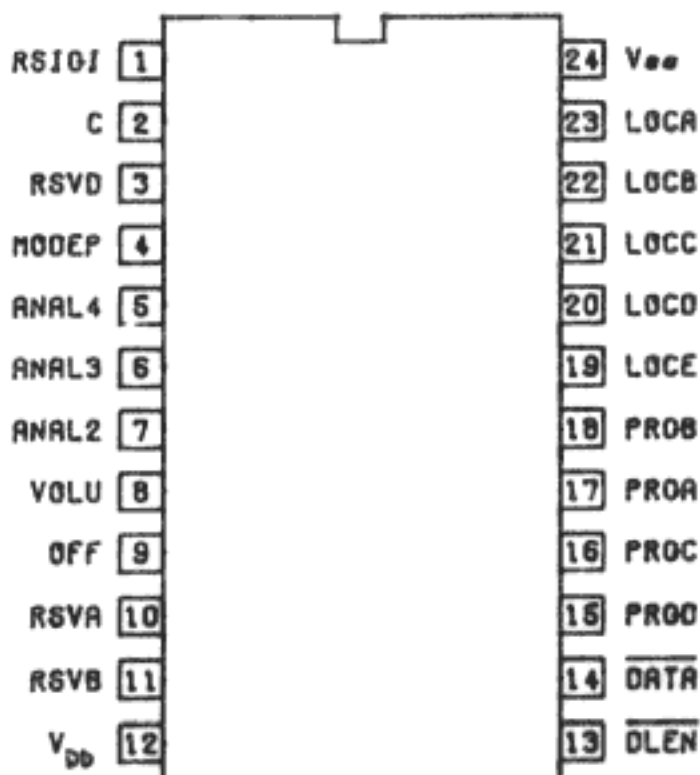 RSIGI 1 24 Vss
C 2 23 LOCA
RSVD 3 22 LOCB
MODEP 4 21 LOCC
ANAL4 5 20 LOCD
ANAL3 6 19 LOCE
ANAL2 7 18 PROB
VOLU 8 17 PROA
OFF 9 16 PROC
RSVA 10 15 PROD
RSVB 11 14 DATA
VDD 12 13 DLEN